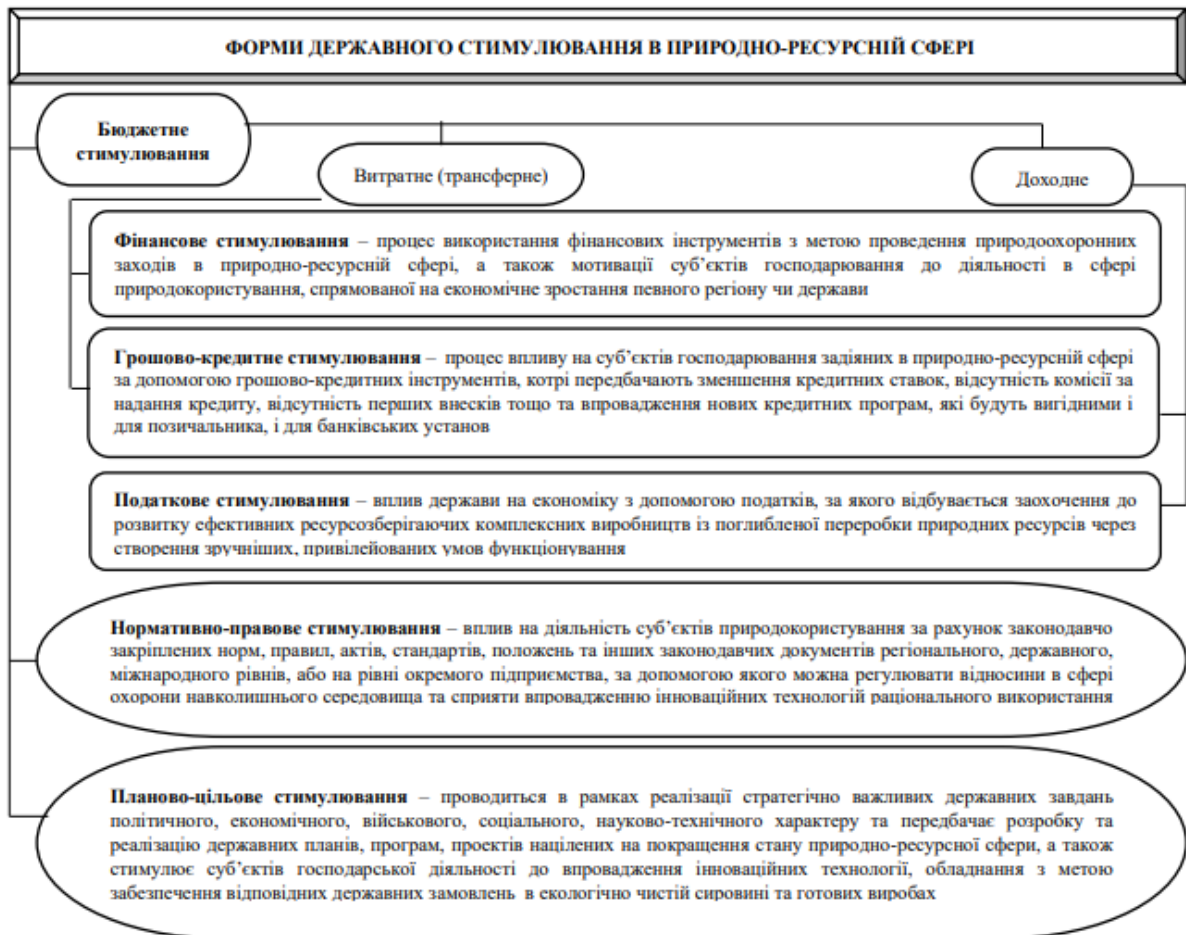 ФОРМИ ДЕРЖАВНОГО СТИМУЛЮВАННЯ В ПРИРОДНО-РЕСУРСНІЙ СФЕРІ
Бюджетне
стимулювання
Витратне (трансферне)
Доходне
Фінансове стимулювання – процес використання фінансових інструментів з метою проведення природоохоронних
заходів в природно-ресурсній сфері, а також мотивації суб’єктів господарювання до діяльності в сфері
природокористування, спрямованої на економічне зростання певного регіону чи держави
Грошово-кредитне стимулювання – процес впливу на суб’єктів господарювання задіяних в природно-ресурсній сфері
за допомогою грошово-кредитних інструментів, котрі передбачають зменшення кредитних ставок, відсутність комісії за
надання кредиту, відсутність перших внесків тощо та впровадження нових кредитних програм, які будуть вигідними і
для позичальника, і для банківських установ
Податкове стимулювання – вплив держави на економіку з допомогою податків, за якого відбувається заохочення до
розвитку ефективних ресурсозберігаючих комплексних виробництв із поглибленої переробки природних ресурсів через
створення зручніших, привілейованих умов функціонування
Нормативно-правове стимулювання – вплив на діяльність суб’єктів природокористування за рахунок законодавчо
закріплених норм, правил, актів, стандартів, положень та інших законодавчих документів регіонального, державного,
міжнародного рівнів, або на рівні окремого підприємства, за допомогою якого можна регулювати відносини в сфері
охорони навколишнього середовища та сприяти впровадженню інноваційних технологій раціонального використання
Планово-цільове стимулювання – проводиться в рамках реалізації стратегічно важливих державних завдань
політичного, економічного, військового, соціального, науково-технічного характеру та передбачає розробку та
реалізацію державних планів, програм, проектів націлених на покращення стану природно-ресурсної сфери, а також
стимулює суб’єктів господарської діяльності до впровадження інноваційних технології, обладнання з метою
забезпечення відповідних державних замовлень в екологічно чистій сировині та готових виробах